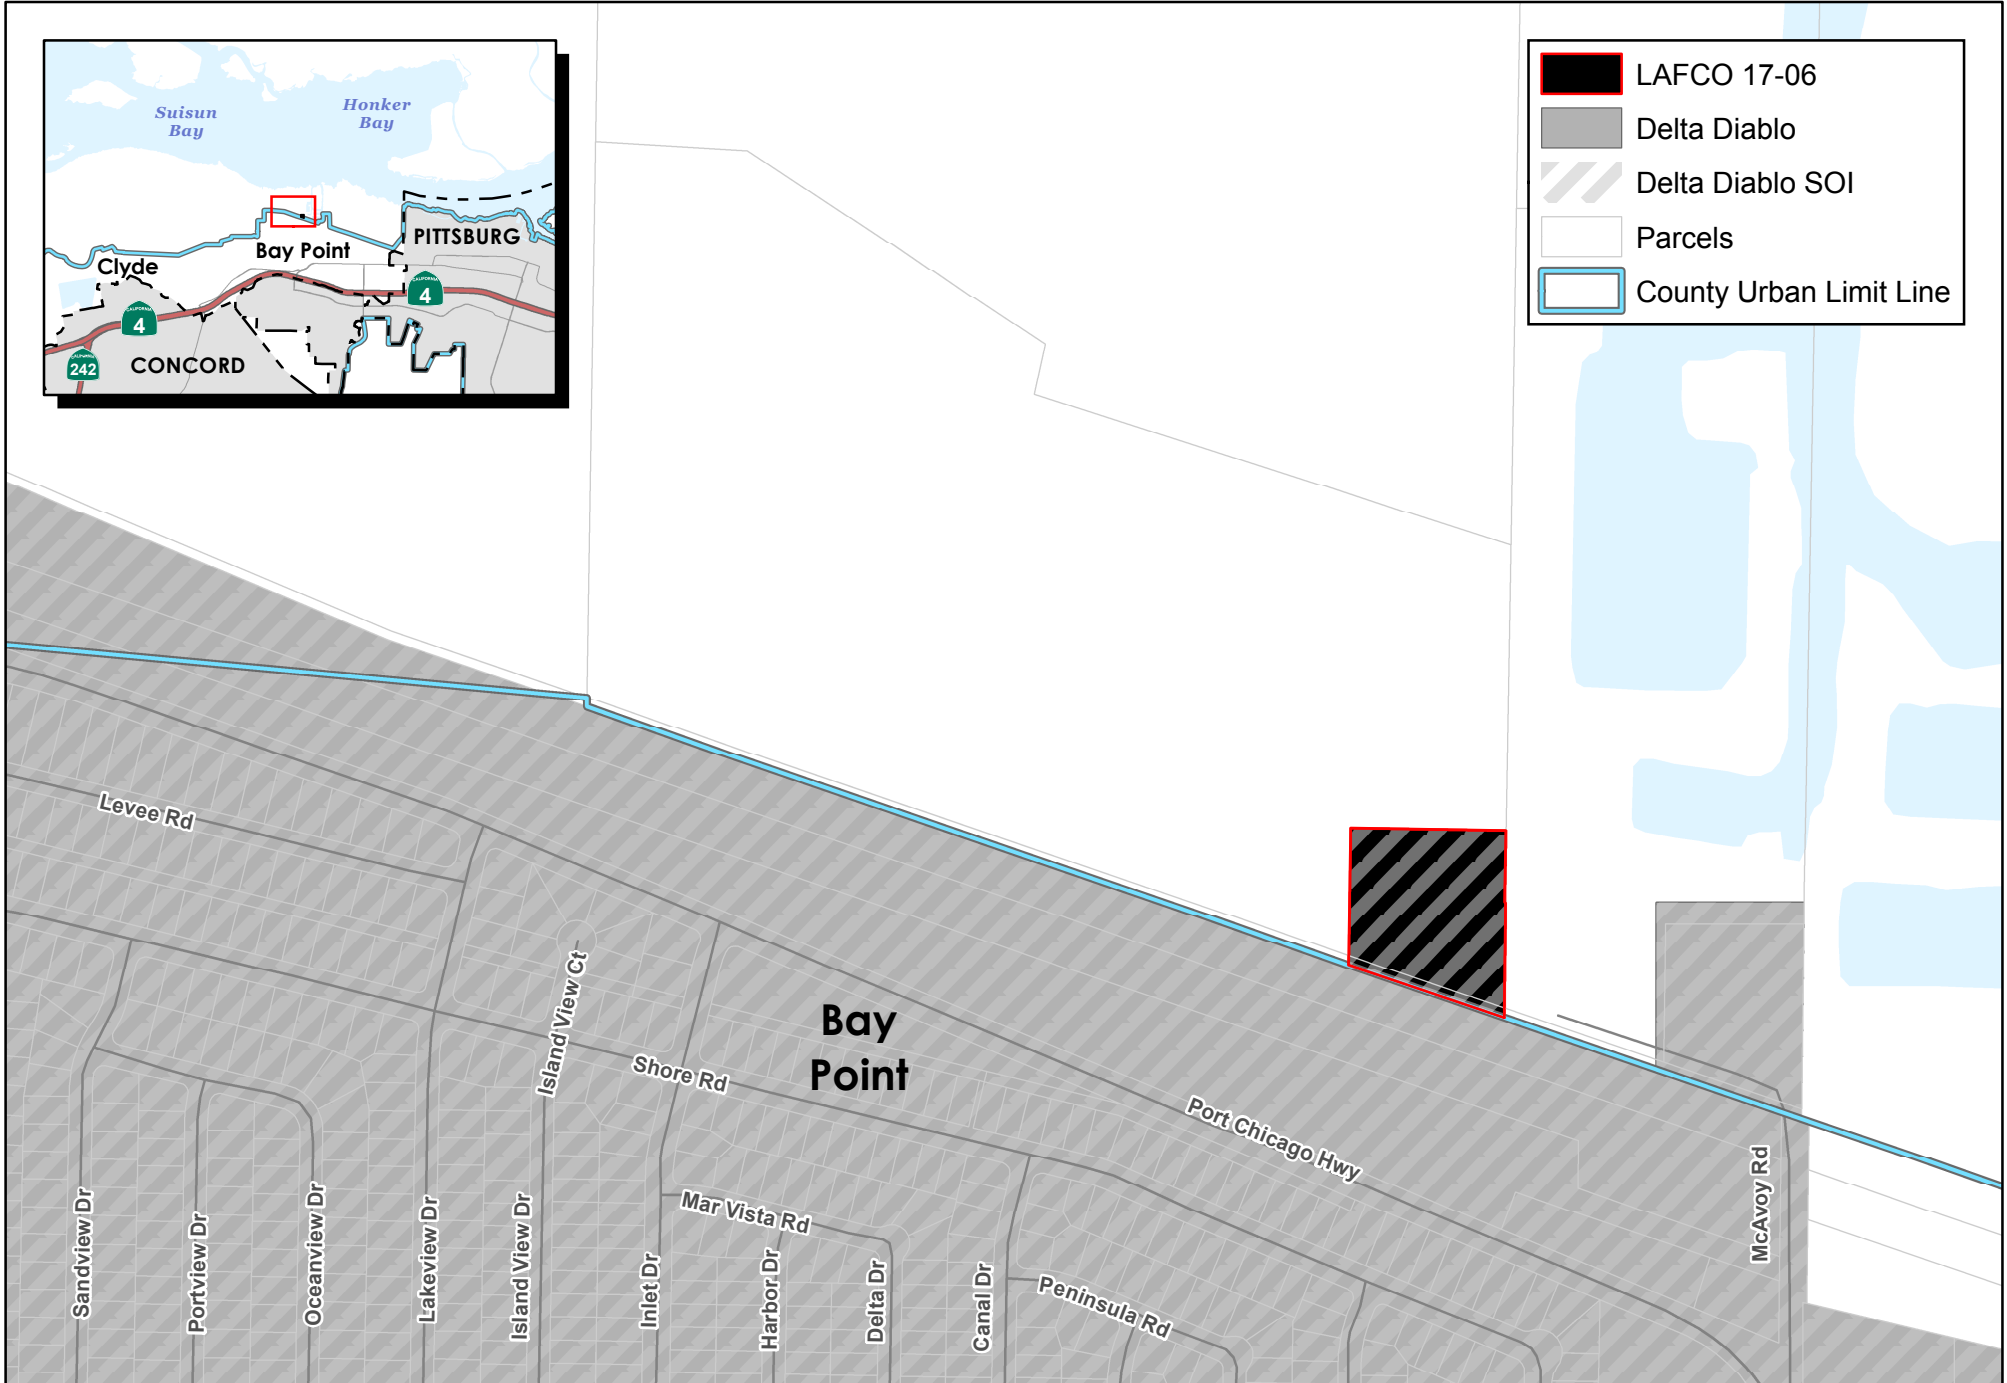 Suisun
Bay
Honker
Bay
PITTSBURG
Bay Point
Clyde
CALIFORNIA
4
CALIFORNIA
4
CALIFORNIA
242
CONCORD
LAFCO 17-06
Delta Diablo
Delta Diablo SOI
Parcels
County Urban Limit Line
Levee Rd
Island View Ct
Shore Rd
Bay
Point
Port Chicago Hwy
McAvoy Rd
Mar Vista Rd
Peninsula Rd
Sandview Dr
Portview Dr
Oceanview Dr
Lakeview Dr
Island View Dr
Inlet Dr
Harbor Dr
Delta Dr
Canal Dr